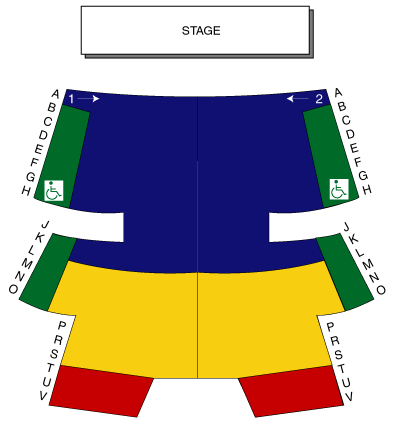 STAGE
A A
1 2
B B
C C
D D
E E
F F
G G
H H
J J
K K
L L
M M
N N
O O
P P
R R
S S
T T
U U
V V